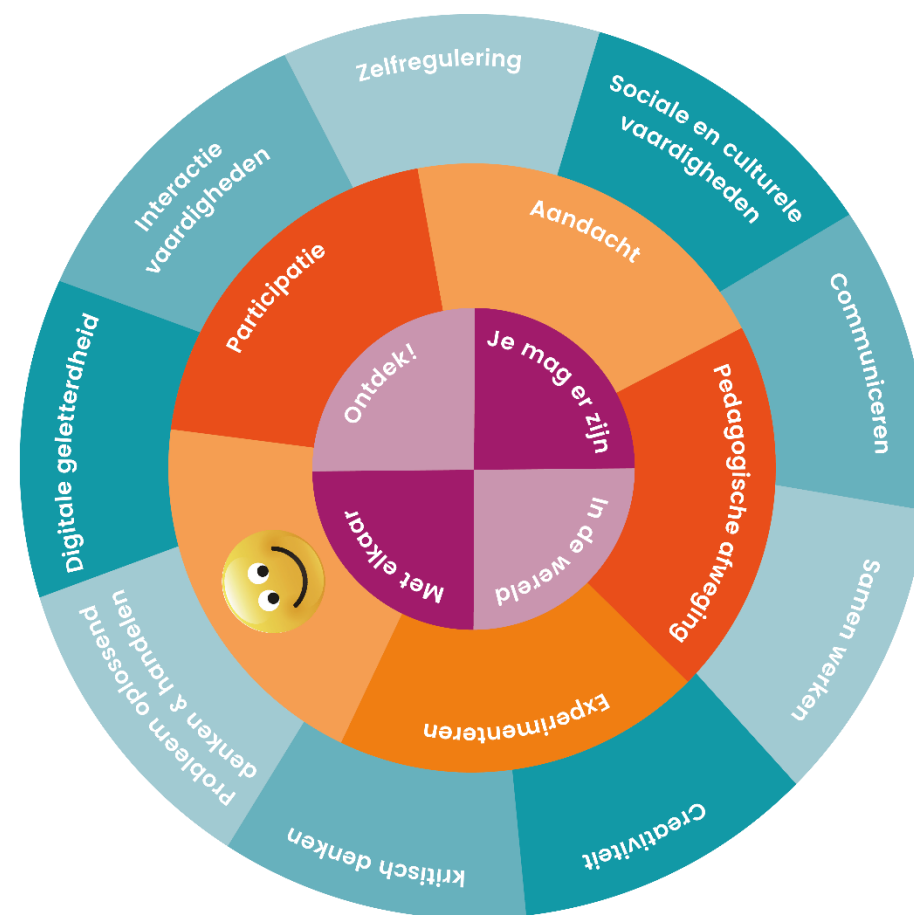 Zelfregulering
Sociale en culturele
vaardigheden
Communiceren
Samen werken
Creativiteit
kritisch denken
Probleem oplossend
denken & handelen
Digitale geletterdheid
Interactie
vaardigheden
Aandacht
Pedagogische afweging
Experimenteren
Participatie
Je mag er zijn
In de wereld
Met elkaar
Ontdek!